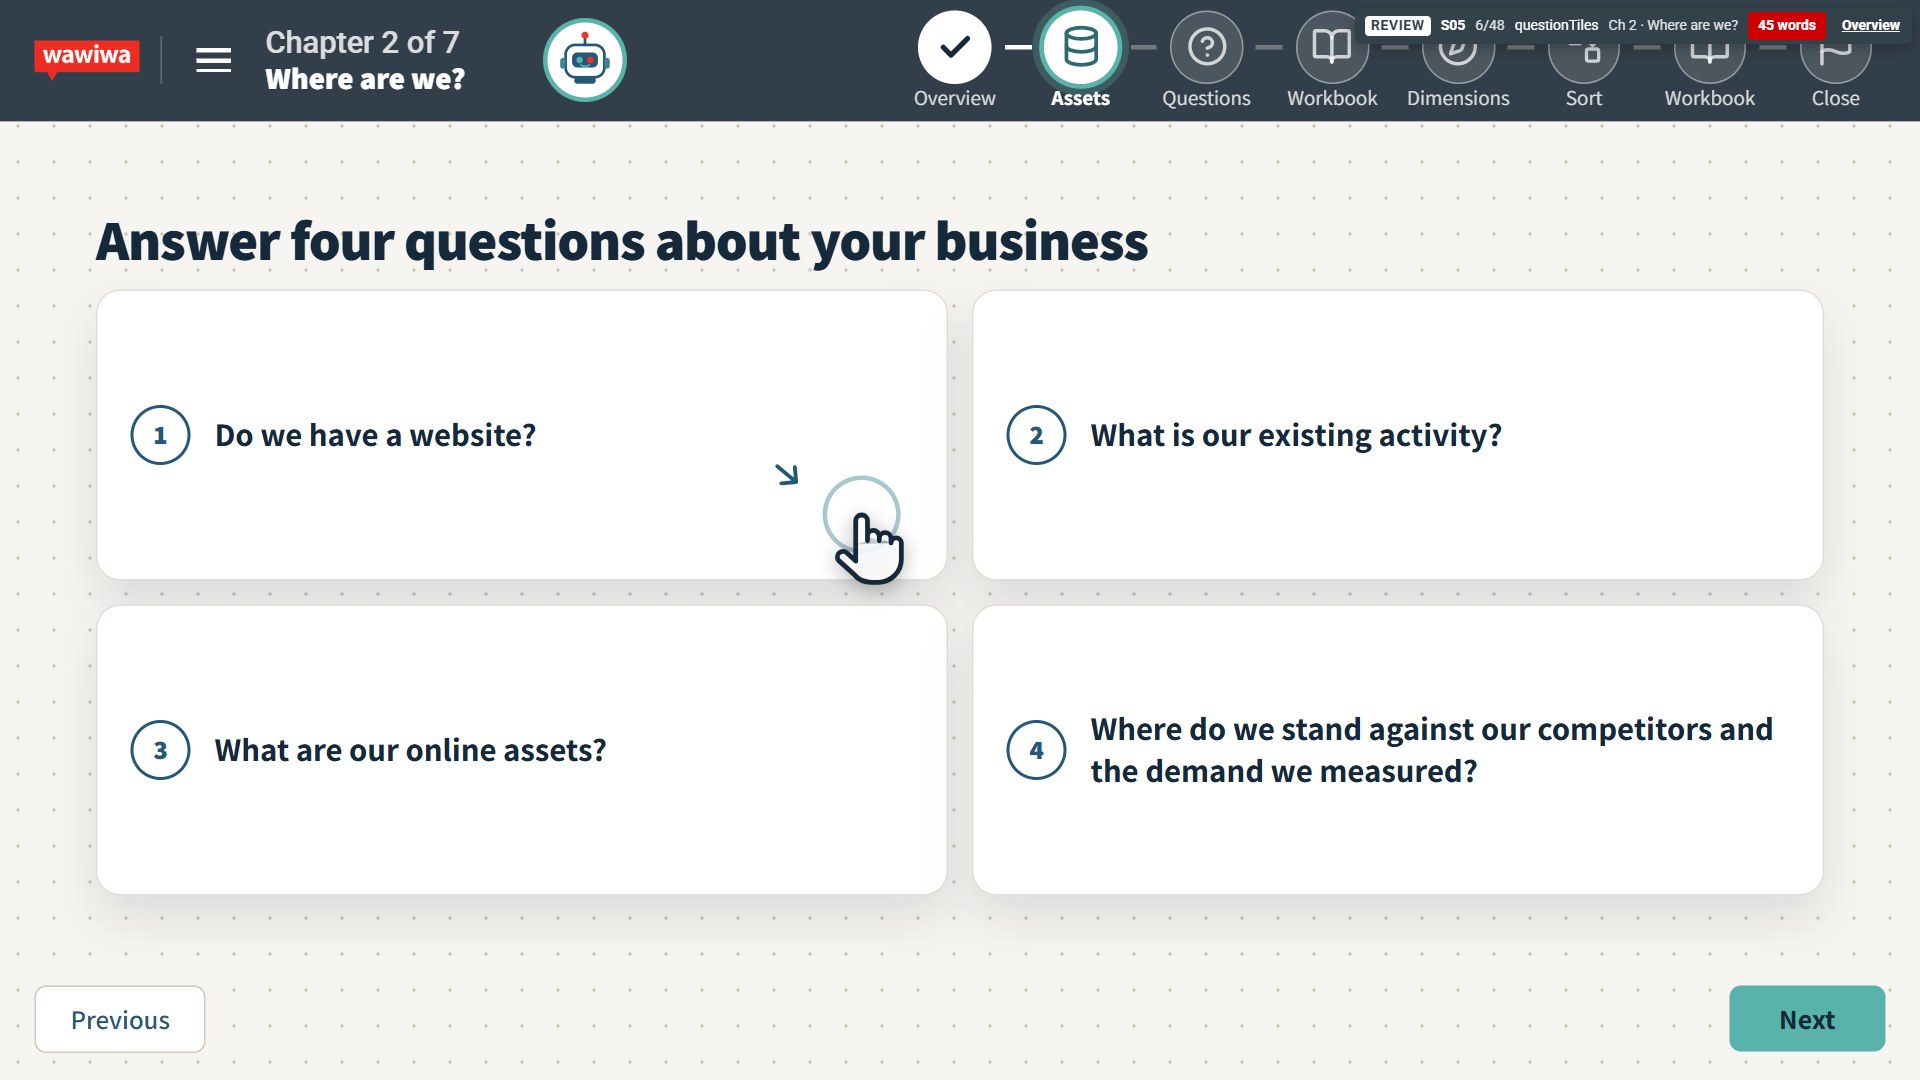 wawiwa
Chapter 2 of 7
Where are we?
REVIEW S05 6/48 questionTiles Ch 2 · Where are we? 45 words Overview
Overview
Assets
Questions
Workbook
Dimensions
Sort
Workbook
Close
Answer four questions about your business
1 Do we have a website?
2 What is our existing activity?
3 What are our online assets?
4 Where do we stand against our competitors and
the demand we measured?
Previous
Next